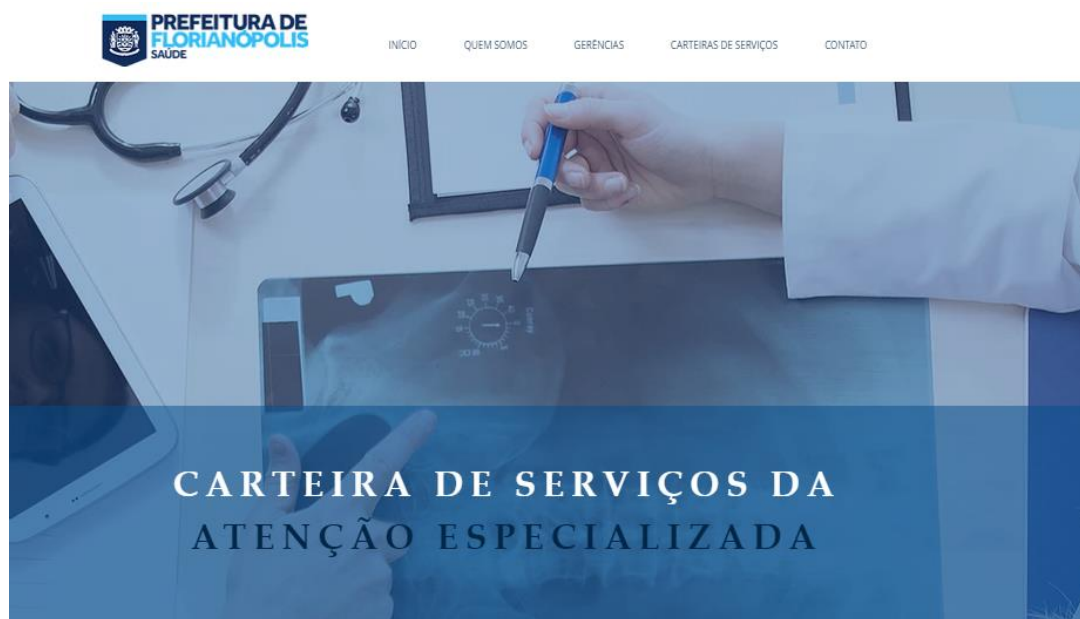 PREFEITURA DE
FLORIANÓPOLIS
SAÚDE
INÍCIO QUEM SOMOS GERÊNCIAS CARTEIRAS DE SERVIÇOS CONTATO
CARTEIRA DE SERVIÇOS DA
ATENÇÃO ESPECIALIZADA